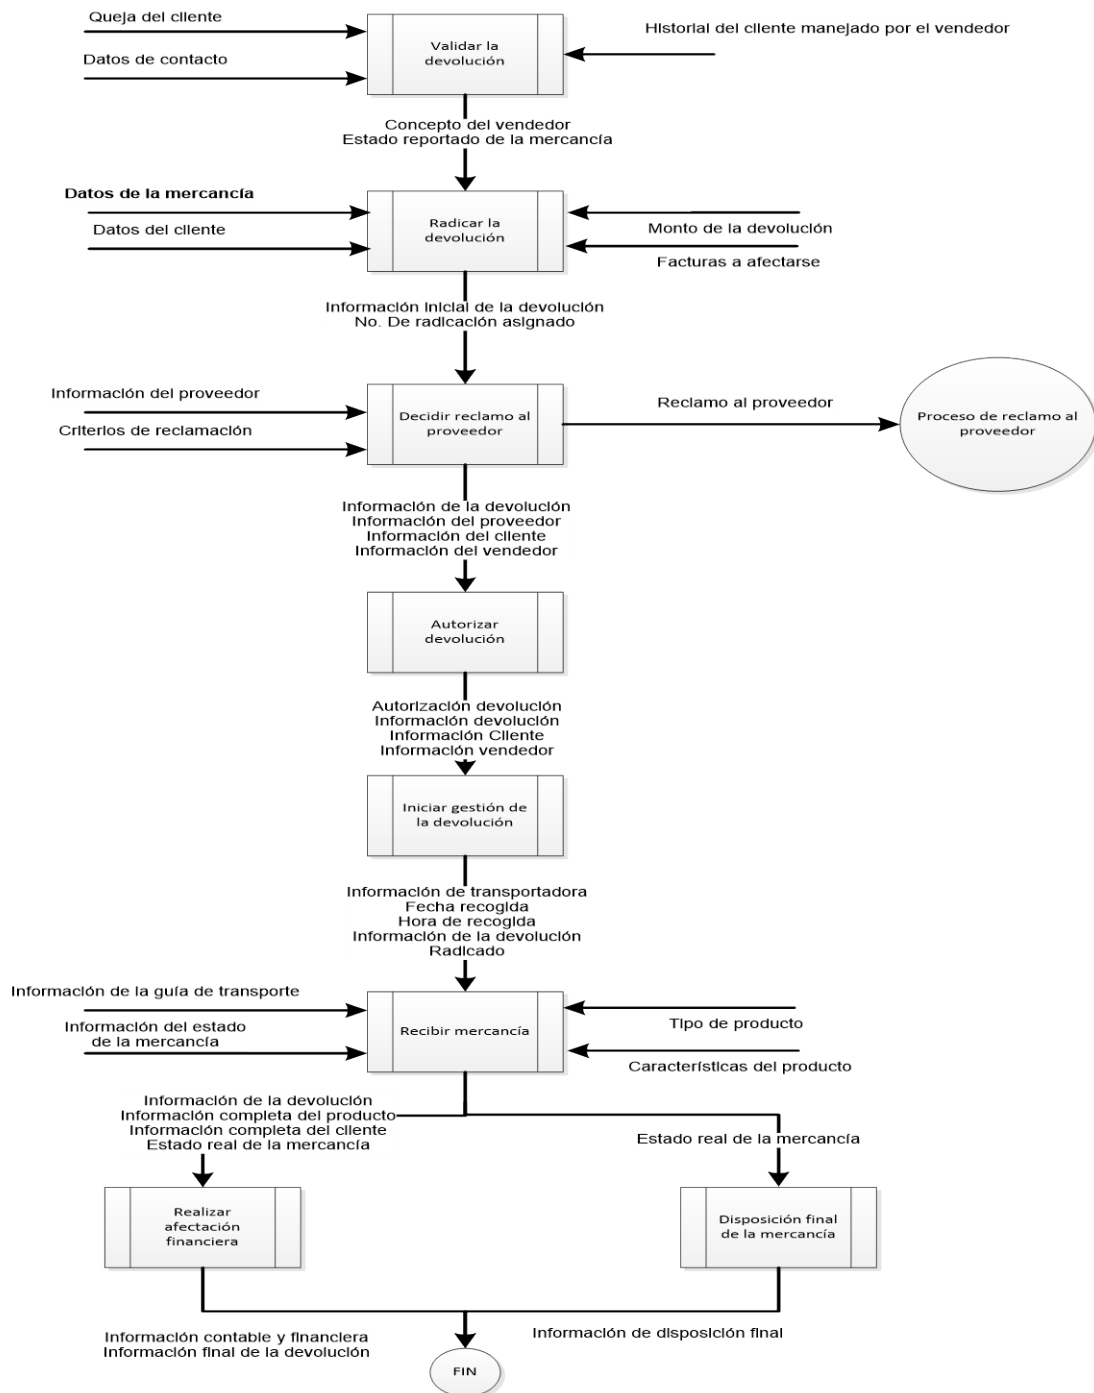 Queja del cliente
Historial del cliente manejado por el vendedor
Validar la
devolución
Datos de contacto
Concepto del vendedor
Estado reportado de la mercancía
Datos de la mercancía
Radicar la
devolución
Datos del cliente
Monto de la devolución
Facturas a afectarse
Información inicial de la devolución
No. De radicación asignado
Información del proveedor
Decidir reclamo al
proveedor
Reclamo al proveedor
Proceso de reclamo al
proveedor
Criterios de reclamación
Información de la devolución
Información del proveedor
Información del cliente
Información del vendedor
Autorizar
devolución
Autorización devolución
Información devolución
Información Cliente
Información vendedor
Iniciar gestión de
la devolución
Información de transportadora
Fecha recogida
Hora de recogida
Información de la devolución
Radicado
Información de la guía de transporte
Información del estado
de la mercancía
Recibir mercancía
Tipo de producto
Características del producto
Información de la devolución
Información completa del producto
Información completa del cliente
Estado real de la mercancía
Estado real de la mercancía
Realizar
afectación
financiera
Disposición final
de la mercancía
Información contable y financiera
Información final de la devolución
Información de disposición final
FIN